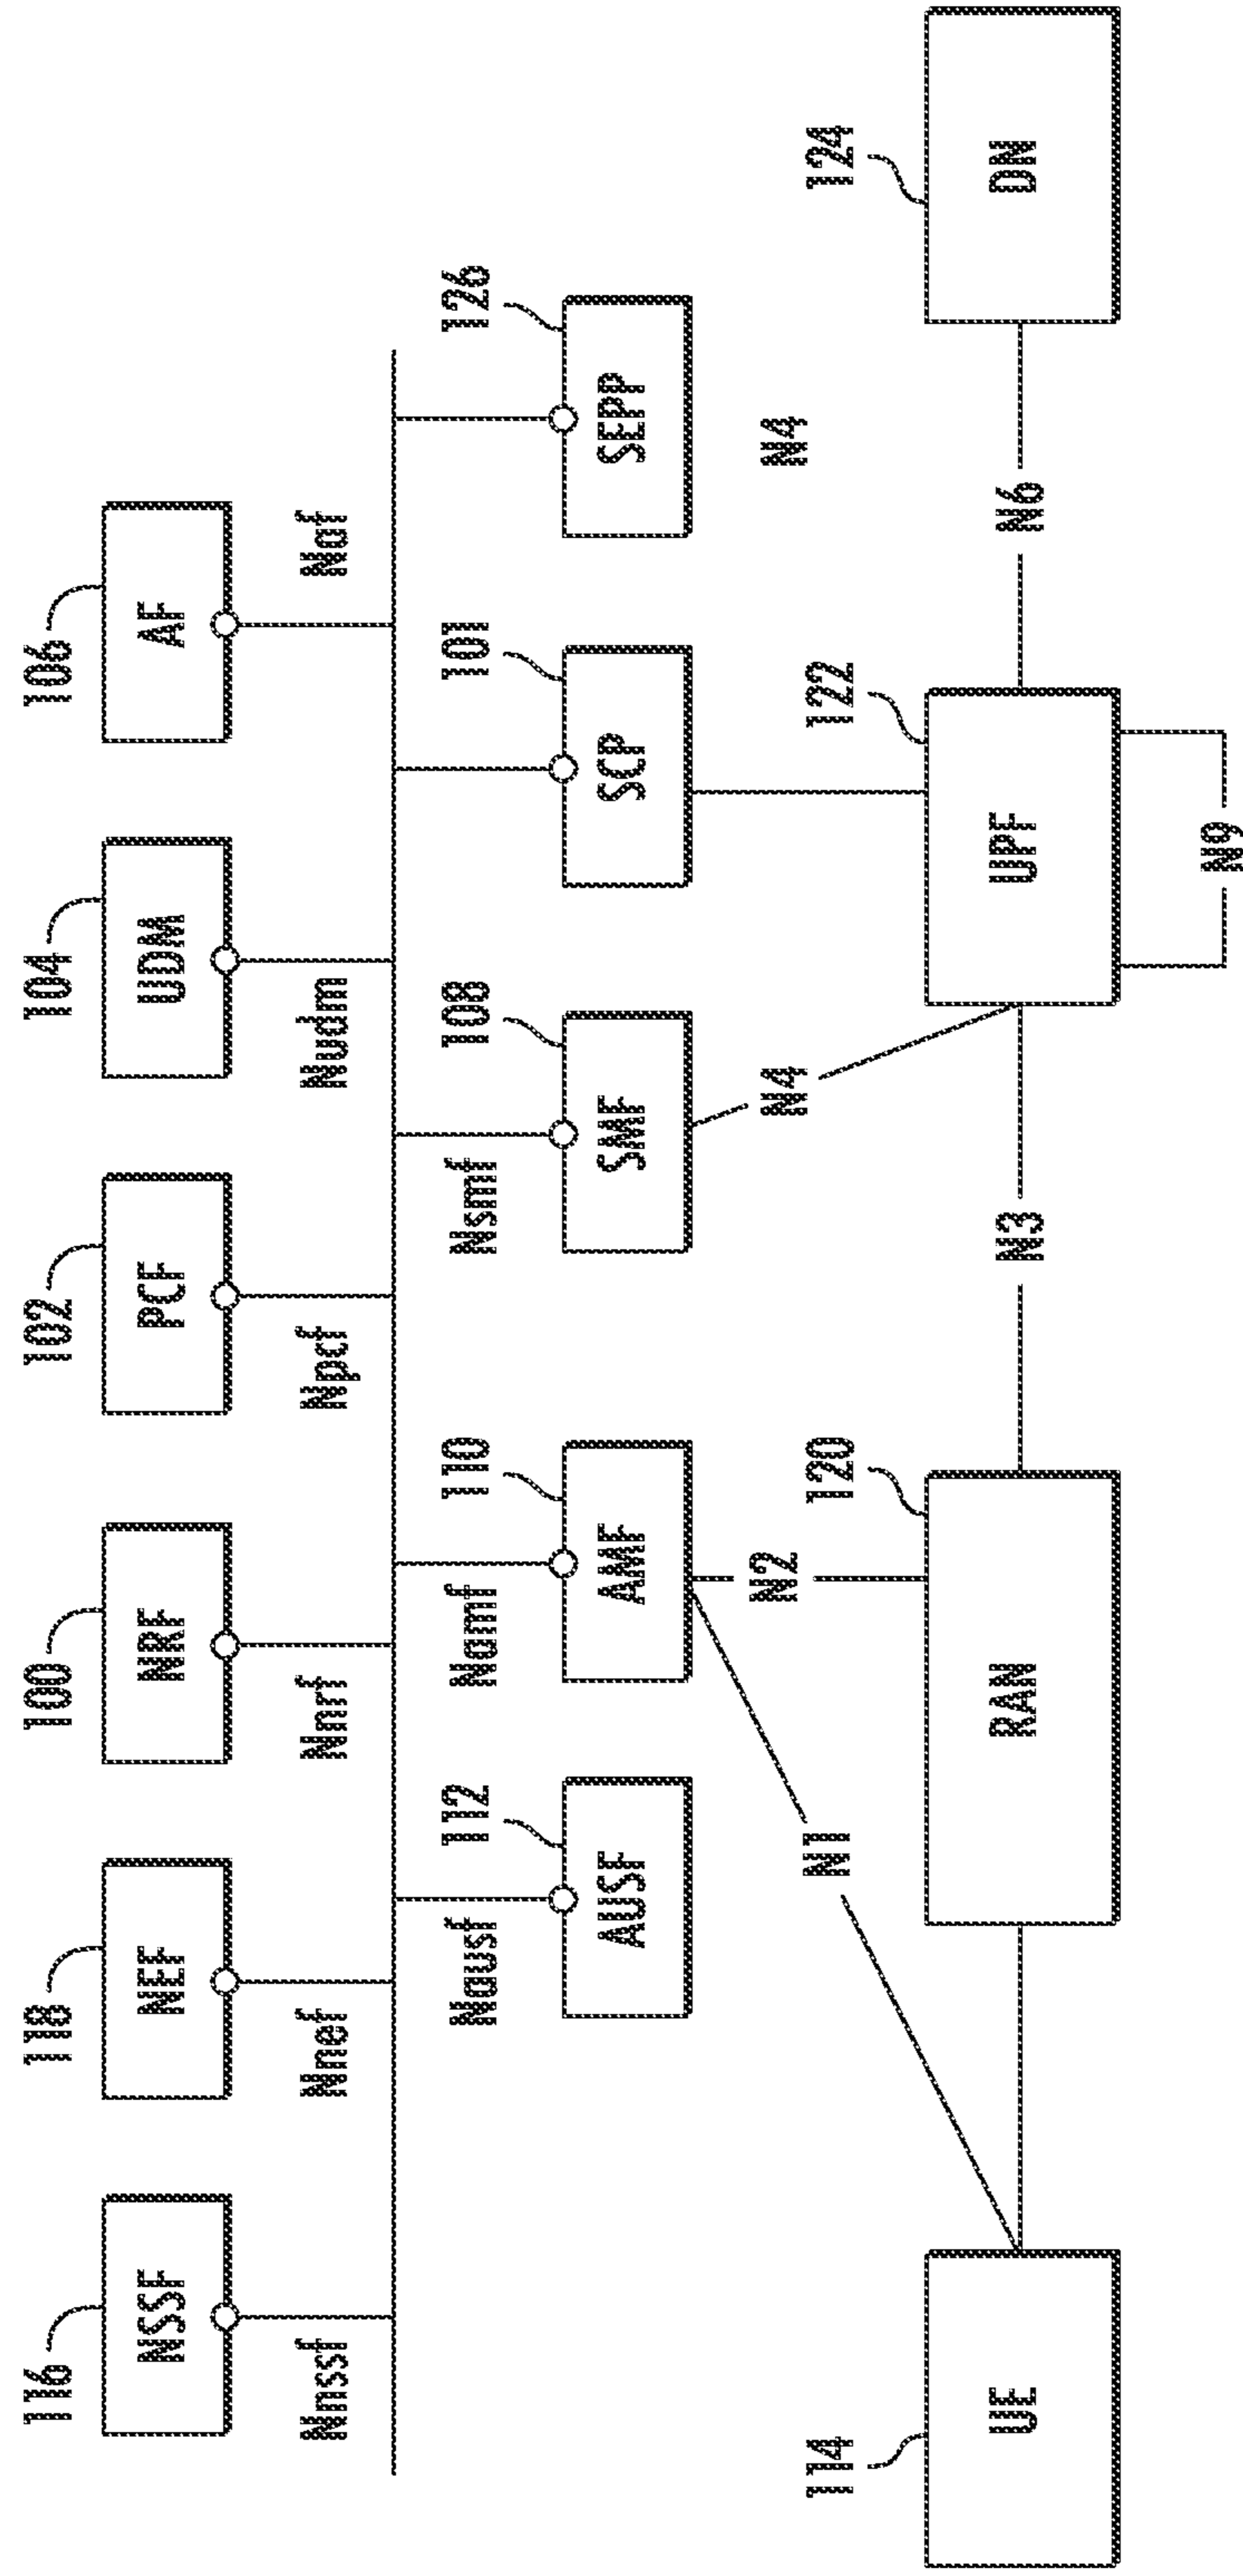 116 118 100 102 104 106
NSSF NEF NRF PCF UDM AF
Nnssf Nnef Nnrf Npcf Nudm Naf
Nausf 112 Namf 110 Nsmf 108 101 126
AUSF AMF SMF SCP SEPP
N2 N4 N4
114 N1 120 122 124
UE RAN N3 UPF N6 DN
N9